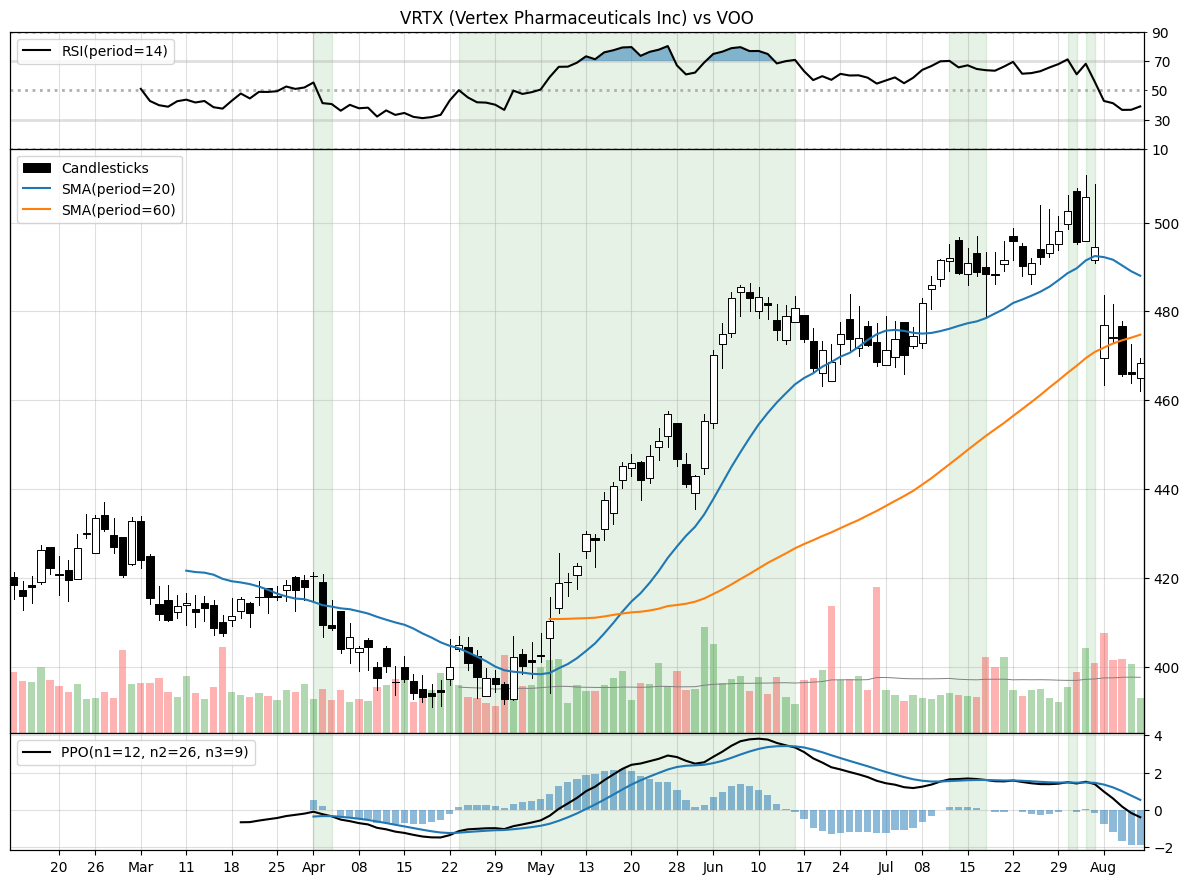 VRTX (Vertex Pharmaceuticals Inc) vs VOO
RSI(period=14)
90
70
50
30
10
Candlesticks
SMA(period=20)
SMA(period=60)
500
480
460
440
420
400
PPO(n1=12, n2=26, n3=9)
4
2
0
−2
20 26 Mar 11 18 25 Apr 08 15 22 29 May 13 20 28 Jun 10 17 24 Jul 08 15 22 29 Aug